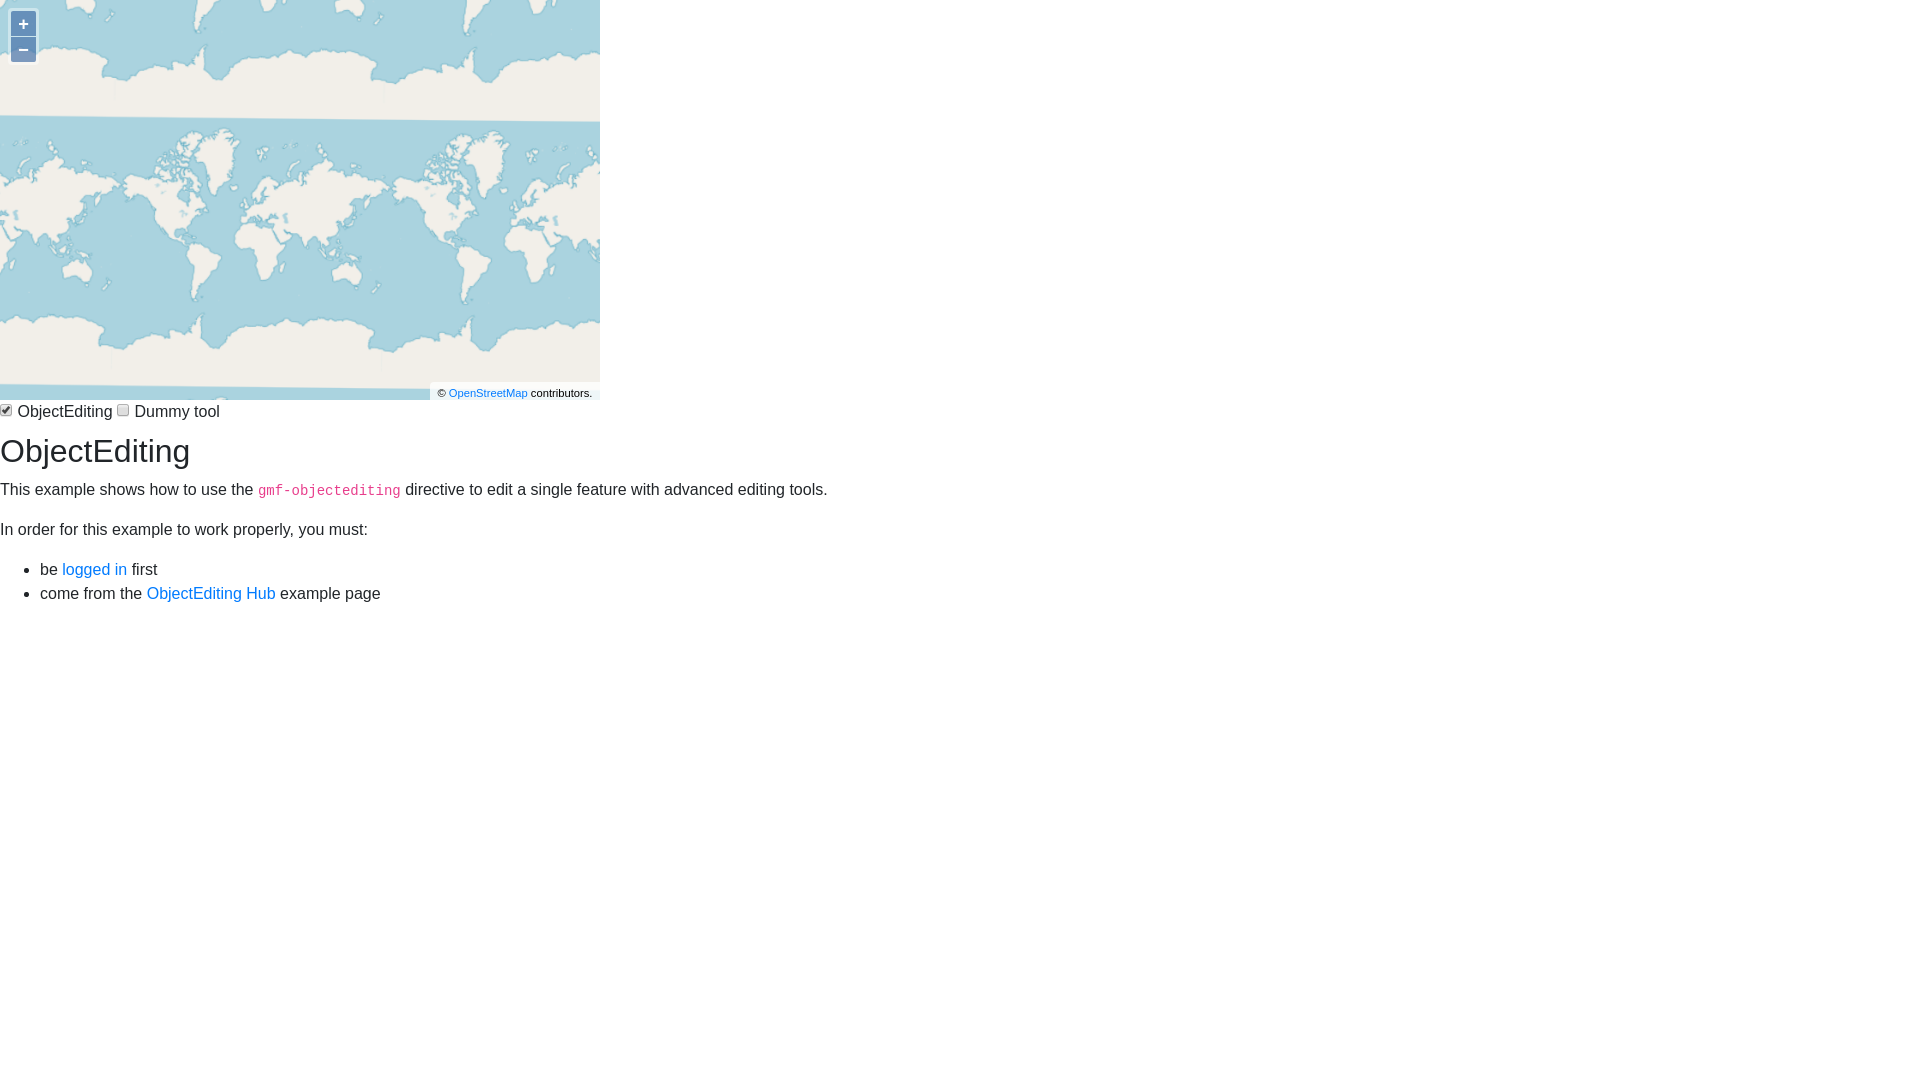 +
−
© OpenStreetMap contributors.
ObjectEditing Dummy tool
ObjectEditing
This example shows how to use the gmf-objectediting directive to edit a single feature with advanced editing tools.
In order for this example to work properly, you must:
• be logged in first
• come from the ObjectEditing Hub example page